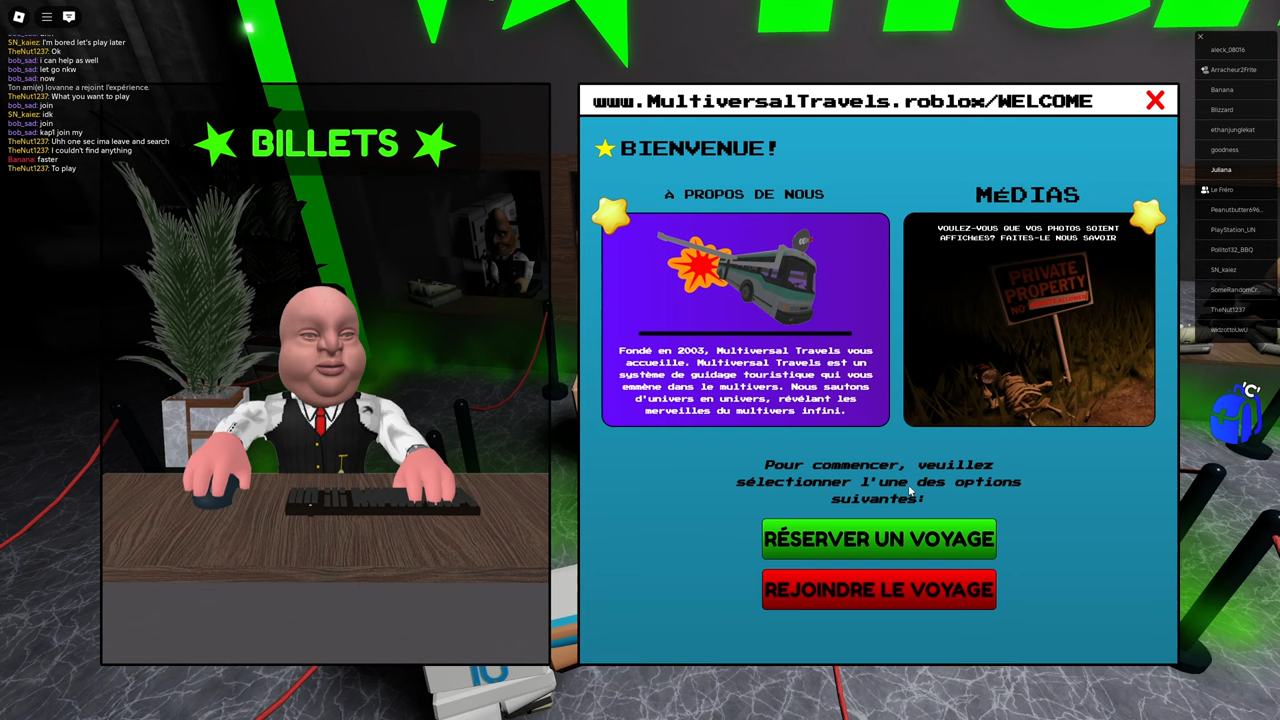 SN_kaiez: I'm bored let's play later
TheNut1237: Ok
bob_sad: i can help as well
bob_sad: let go nkw
bob_sad: now
Ton ami(e) Iovanne a rejoint l'expérience.
TheNut1237: What you want to play
bob_sad: join
SN_kaiez: idk
bob_sad: join
bob_sad: kap1 join my
TheNut1237: Uhh one sec ima leave and search
TheNut1237: I couldn't find anything
Banana: faster
TheNut1237: To play
BILLETS
www.MultiversalTravels.roblox/WELCOME
BIENVENUE!
à PROPOS DE NOUS
Fondé en 2003, Multiversal Travels vous
accueille. Multiversal Travels est un
système de guidage touristique qui vous
emmène dans le multivers. Nous sautons
d'univers en univers, révélant les
merveilles du multivers infini.
MéDIAS
VOULEZ-VOUS QUE VOS PHOTOS SOIENT
AFFICHéES? FAITES-LE NOUS SAVOIR
PRIVATE
PROPERTY
NO
Pour commencer, veuillez
sélectionner l'une des options
suivantes:
RÉSERVER UN VOYAGE
REJOINDRE LE VOYAGE
aleck_08016
Arracheur2Frite
Banana
Blizzard
ethanjunglekat
goodness
Juliana
Le Fréro
Peanutbutter696...
PlayStation_UN
Pollito132_BBQ
SN_kaiez
SomeRandomCr...
TheNut1237
WidzottoUwU
'C'